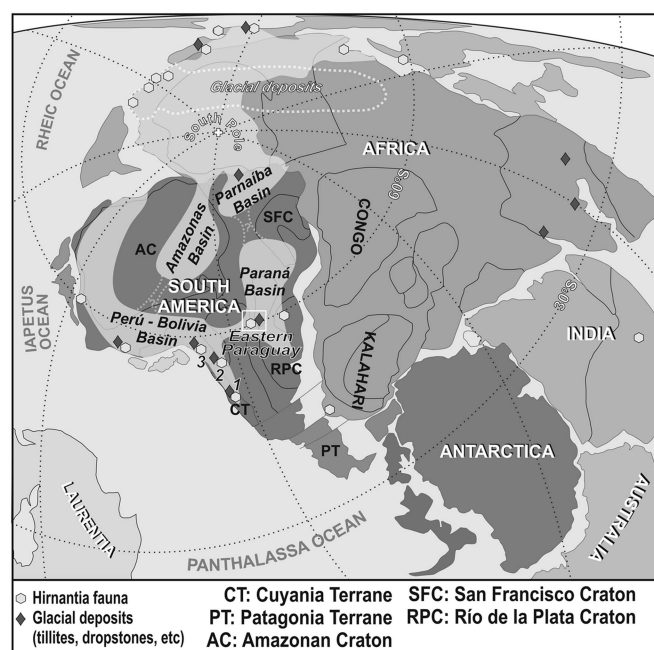 RHEIC OCEAN
Glacial deposits
South Pole
AFRICA
60ºS
Parnaíba
Basin
SFC
Amazonas
Basin
AC
CONGO
SOUTH
AMERICA
Paraná
Basin
30ºS
IAPETUS
OCEAN
Perú - Bolivia
Basin
Eastern
Paraguay
INDIA
3
2
1
CT
RPC
KALAHARI
PT
ANTARCTICA
LAURENTIA
PANTHALASSA OCEAN
AUSTRALIA
Hirnantia fauna
Glacial deposits
(tillites, dropstones, etc)
CT: Cuyania Terrane
PT: Patagonia Terrane
AC: Amazonan Craton
SFC: San Francisco Craton
RPC: Río de la Plata Craton